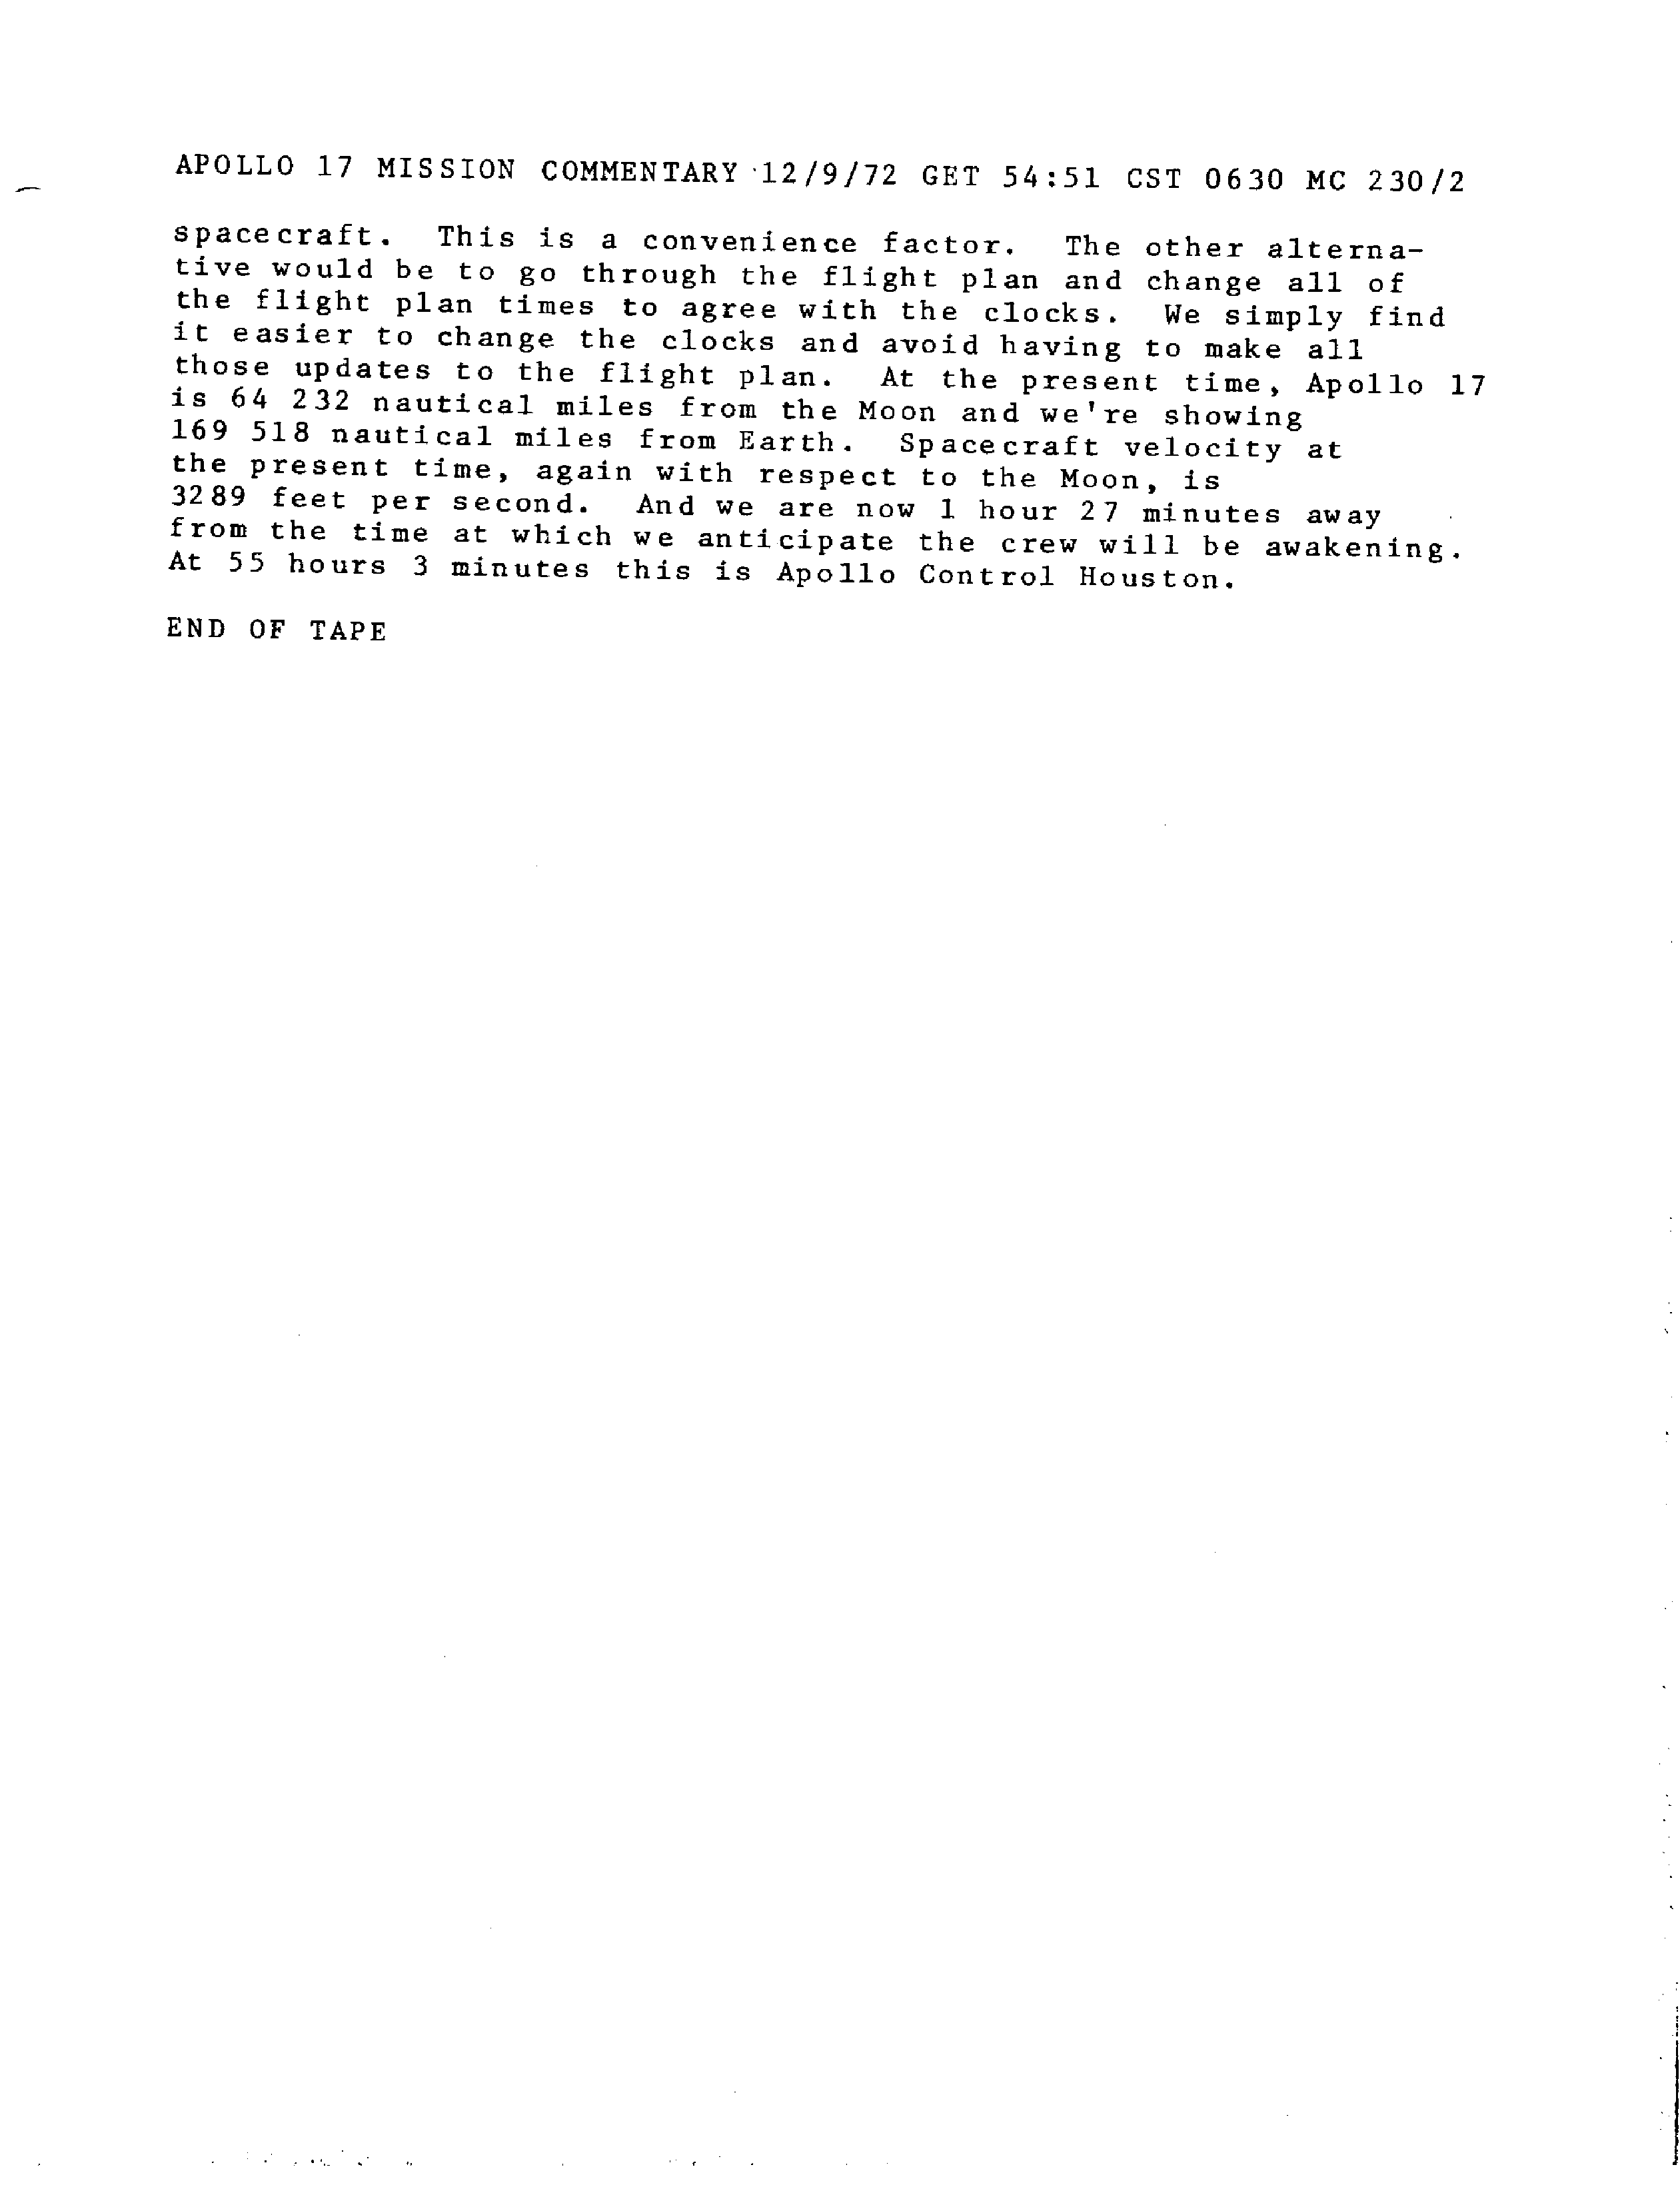 APOLLO 17 MISSION COMMENTARY 12/9/72 GET 54:51 CST 0630 MC 230/2
spacecraft. This is a convenience factor. The other alterna-
tive would be to go through the flight plan and change all of
the flight plan times to agree with the clocks. We simply find
it easier to change the clocks and avoid having to make all
those updates to the flight plan. At the present time, Apollo 17
is 64 232 nautical miles from the Moon and we're showing
169 518 nautical miles from Earth. Spacecraft velocity at
the present time, again with respect to the Moon, is
3289 feet per second. And we are now 1 hour 27 minutes away
from the time at which we anticipate the crew will be awakening.
At 55 hours 3 minutes this is Apollo Control Houston.
END OF TAPE